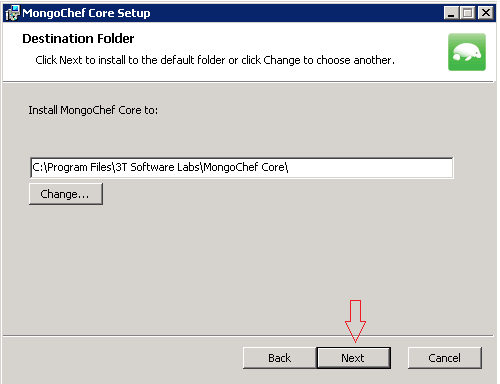 MongoChef Core Setup
Destination Folder
Click Next to install to the default folder or click Change to choose another.
Install MongoChef Core to:
C:\Program Files\3T Software Labs\MongoChef Core\
Change...
Back Next Cancel